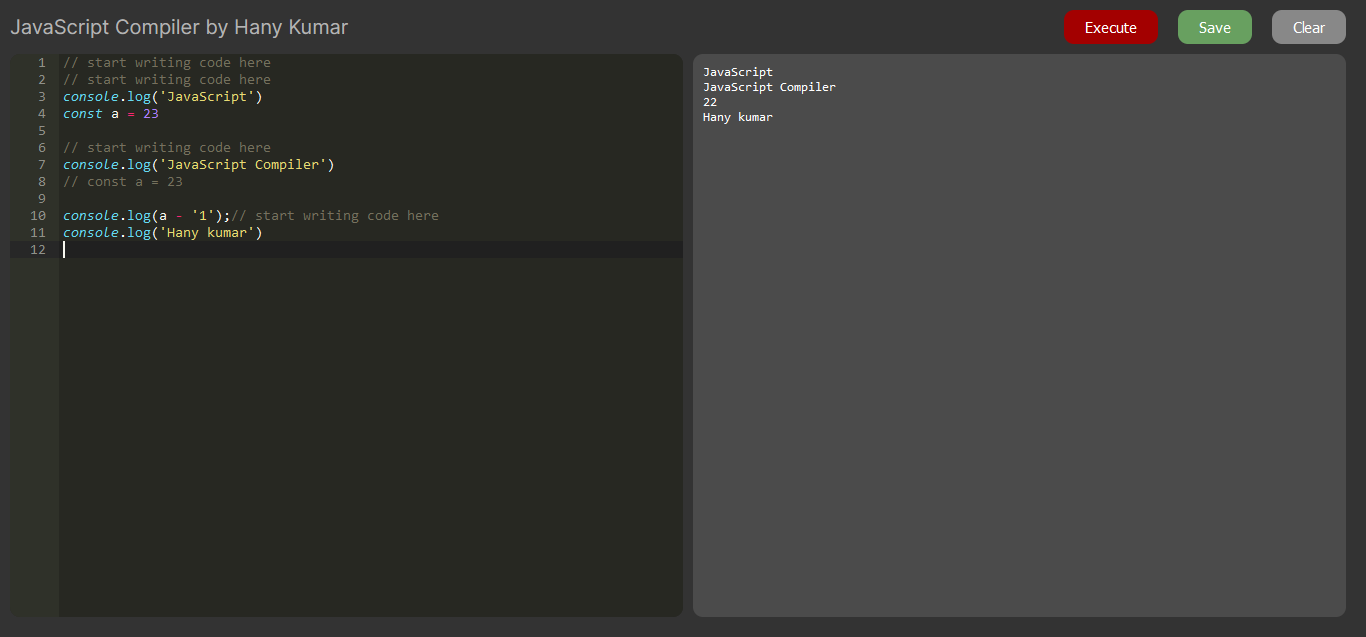 JavaScript Compiler by Hany Kumar
Execute
Save
Clear
1 // start writing code here
2 // start writing code here
3 console.log('JavaScript')
4 const a = 23
5
6 // start writing code here
7 console.log('JavaScript Compiler')
8 // const a = 23
9
10 console.log(a - '1');// start writing code here
11 console.log('Hany kumar')
12
JavaScript
JavaScript Compiler
22
Hany kumar